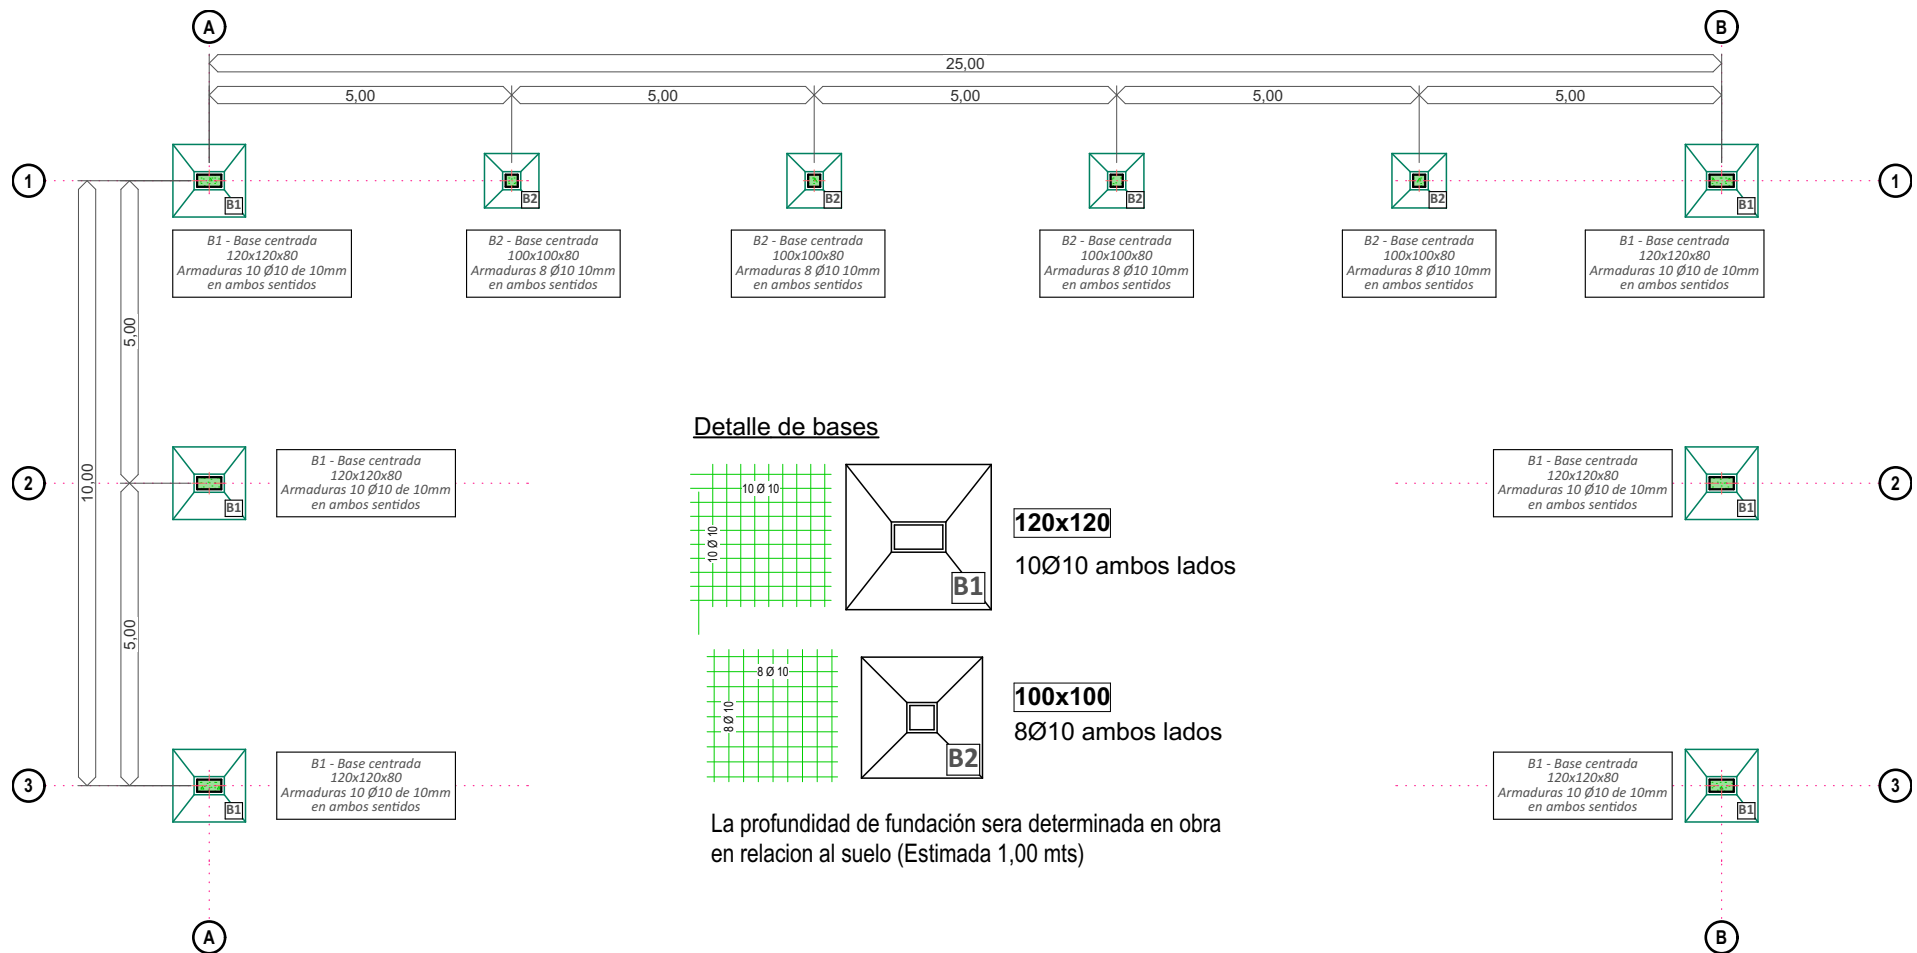 A
B
25,00
5,00
5,00
5,00
5,00
5,00
1
B1
B2
B2
B2
B2
B1
1
B1 - Base centrada
120x120x80
Armaduras 10 Ø10 de 10mm
en ambos sentidos
B2 - Base centrada
100x100x80
Armaduras 8 Ø10 10mm
en ambos sentidos
B2 - Base centrada
100x100x80
Armaduras 8 Ø10 10mm
en ambos sentidos
B2 - Base centrada
100x100x80
Armaduras 8 Ø10 10mm
en ambos sentidos
B2 - Base centrada
100x100x80
Armaduras 8 Ø10 10mm
en ambos sentidos
B1 - Base centrada
120x120x80
Armaduras 10 Ø10 de 10mm
en ambos sentidos
5,00
10,00
5,00
2
B1
B1 - Base centrada
120x120x80
Armaduras 10 Ø10 de 10mm
en ambos sentidos
Detalle de bases
10 Ø 10
10 Ø 10
B1
120x120
10Ø10 ambos lados
8 Ø 10
8 Ø 10
B2
100x100
8Ø10 ambos lados
B1 - Base centrada
120x120x80
Armaduras 10 Ø10 de 10mm
en ambos sentidos
B1
2
3
B1
B1 - Base centrada
120x120x80
Armaduras 10 Ø10 de 10mm
en ambos sentidos
La profundidad de fundación sera determinada en obra
en relacion al suelo (Estimada 1,00 mts)
B1 - Base centrada
120x120x80
Armaduras 10 Ø10 de 10mm
en ambos sentidos
B1
3
A
B